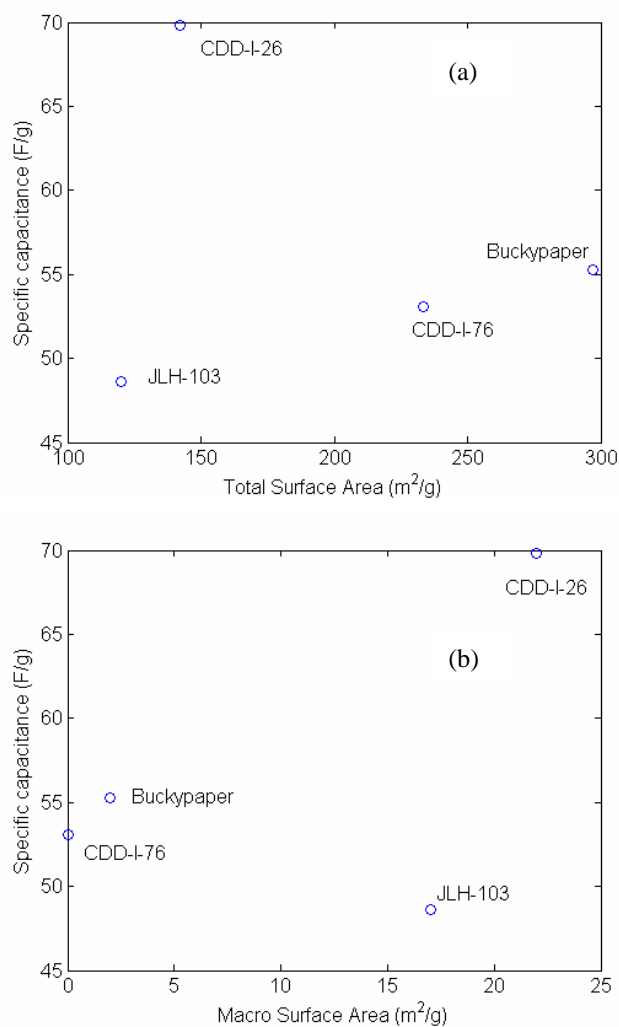 70
CDD-I-26
(a)
65
Specific capacitance (F/g)
60
Buckypaper
55
CDD-I-76
50
JLH-103
45
100 150 200 250 300
Total Surface Area (m²/g)
70
CDD-I-26
65
(b)
Specific capacitance (F/g)
60
55
Buckypaper
CDD-I-76
50
JLH-103
45
0 5 10 15 20 25
Macro Surface Area (m²/g)